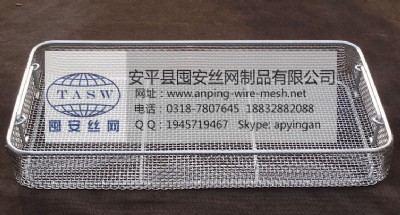 TASW
囤安丝网
安平县囤安丝网制品有限公司
网址:www.anping-wire-mesh.net
电话:0318-7807645 18832882088
QQ:1945719467 Skype: apyingan